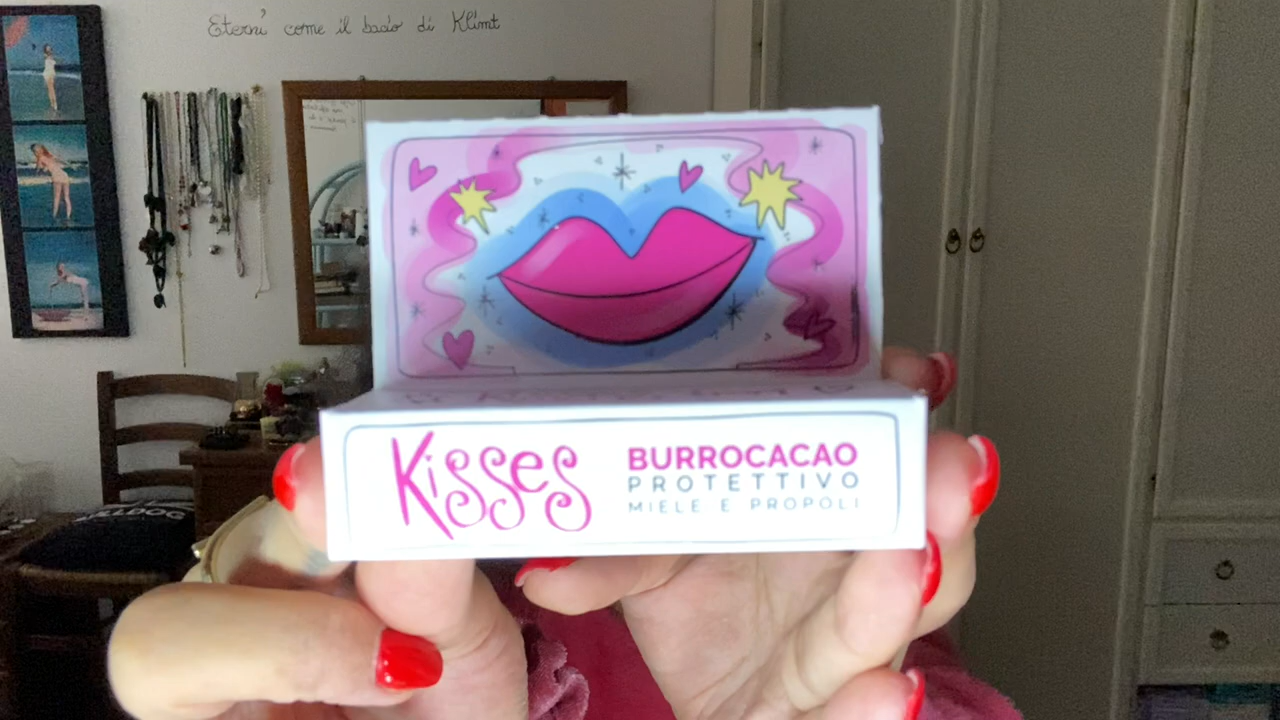 Eterni come il bacio di Klimt
Kisses
BURROCACAO
PROTETTIVO
MIELE E PROPOLI